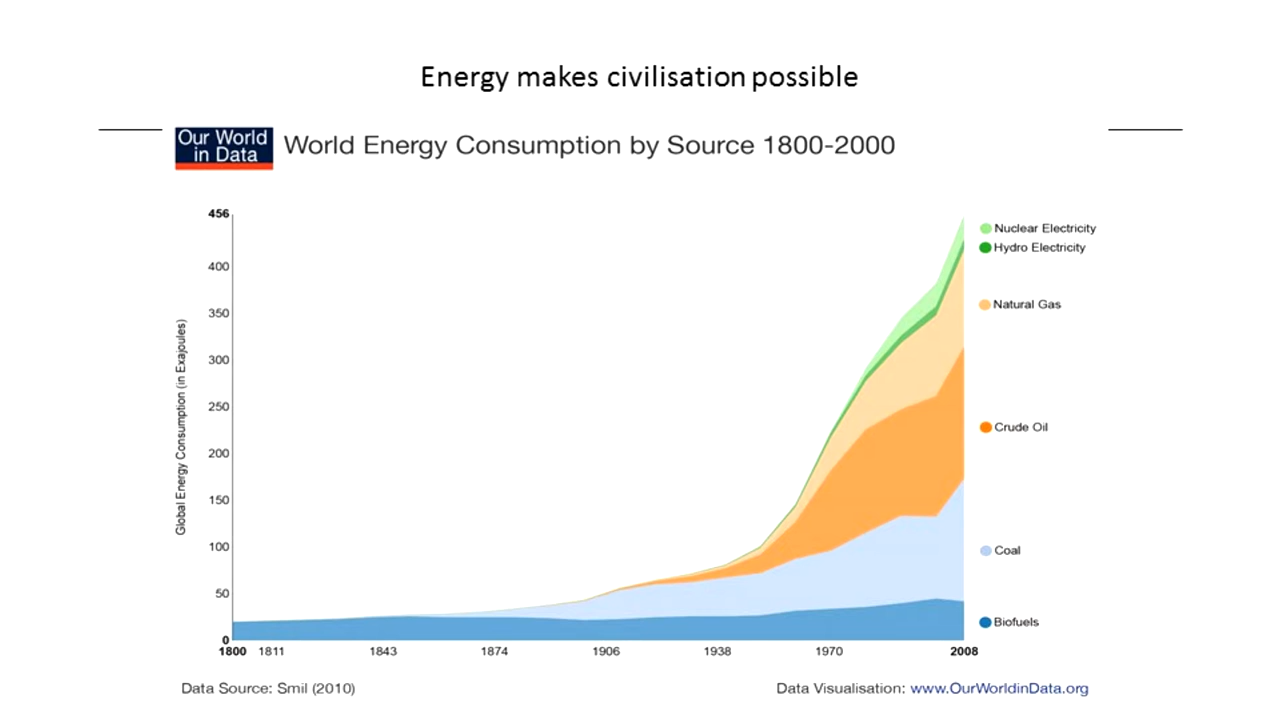 Energy makes civilisation possible
Our World
in Data
World Energy Consumption by Source 1800-2000
Global Energy Consumption (in Exajoules)
456
400
350
300
250
200
150
100
50
0
1800
1811
1843
1874
1906
1938
1970
2008
Nuclear Electricity
Hydro Electricity
Natural Gas
Crude Oil
Coal
Biofuels
Data Source: Smil (2010)
Data Visualisation: www.OurWorldinData.org